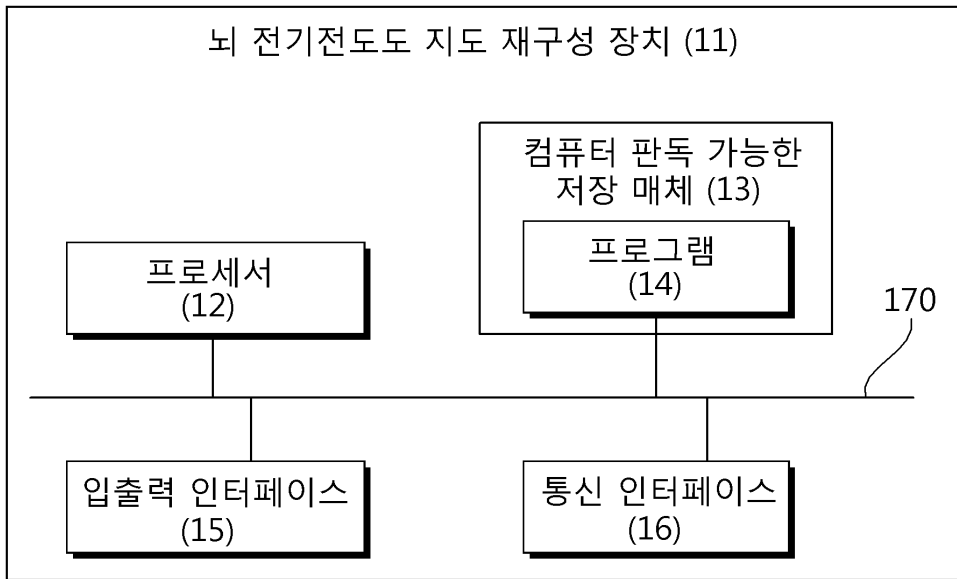 뇌 전기전도도 지도 재구성 장치 (11)
컴퓨터 판독 가능한
저장 매체 (13)
프로세서
(12)
프로그램
(14)
170
입출력 인터페이스
(15)
통신 인터페이스
(16)